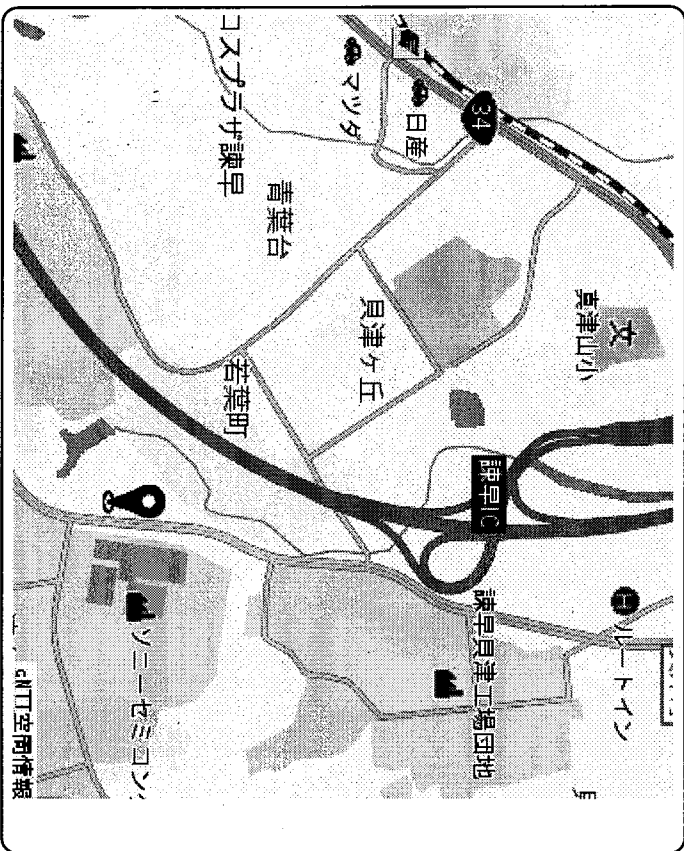 コスプラザ諫早
マツダ
日産
34
青葉台
貝津ヶ丘
真津山小
文
若葉町
諫早IC
H ルートイン
諫早貝津工場団地
ソニーセミコン
NTT空間情報